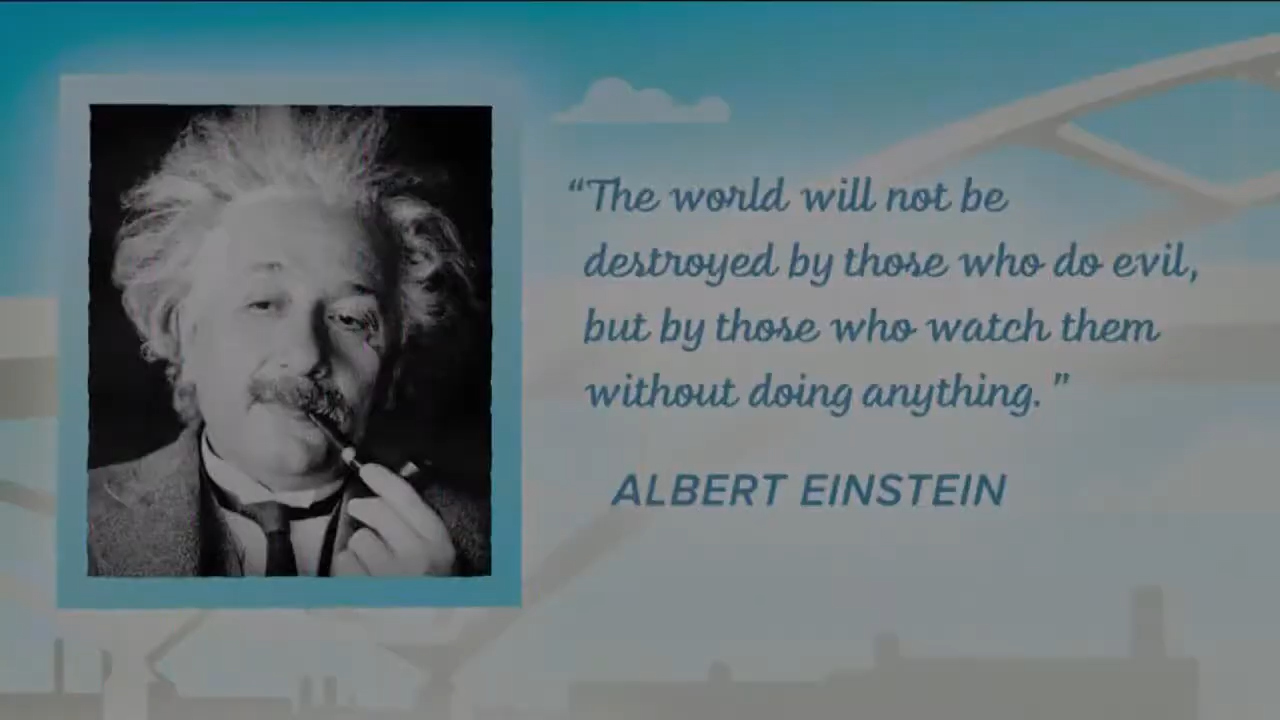 “The world will not be
destroyed by those who do evil,
but by those who watch them
without doing anything.”
ALBERT EINSTEIN